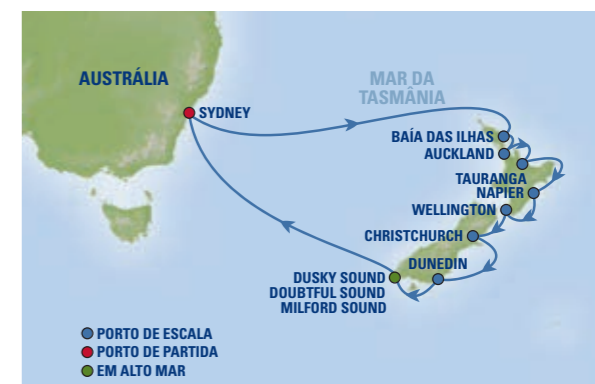 AUSTRÁLIA
MAR DA
TASMÂNIA
SYDNEY
BAÍA DAS ILHAS
AUCKLAND
TAURANGA
NAPIER
WELLINGTON
CHRISTCHURCH
DUNEDIN
DUSKY SOUND
DOUBTFUL SOUND
MILFORD SOUND
PORTO DE ESCALA
PORTO DE PARTIDA
EM ALTO MAR